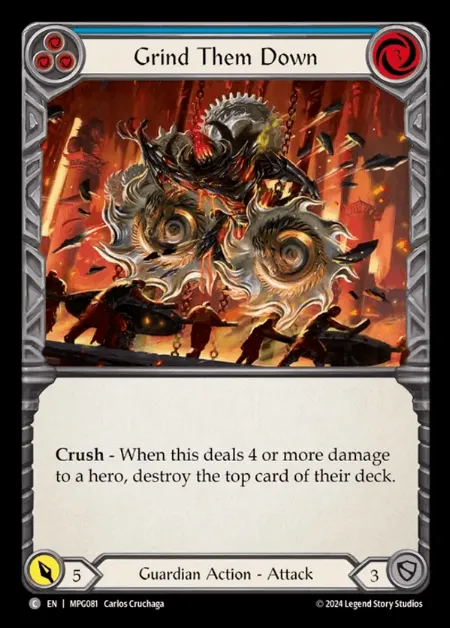 Grind Them Down
3
Crush - When this deals 4 or more damage
to a hero, destroy the top card of their deck.
5
Guardian Action - Attack
3
C EN | MPG081 Carlos Cruchaga
© 2024 Legend Story Studios